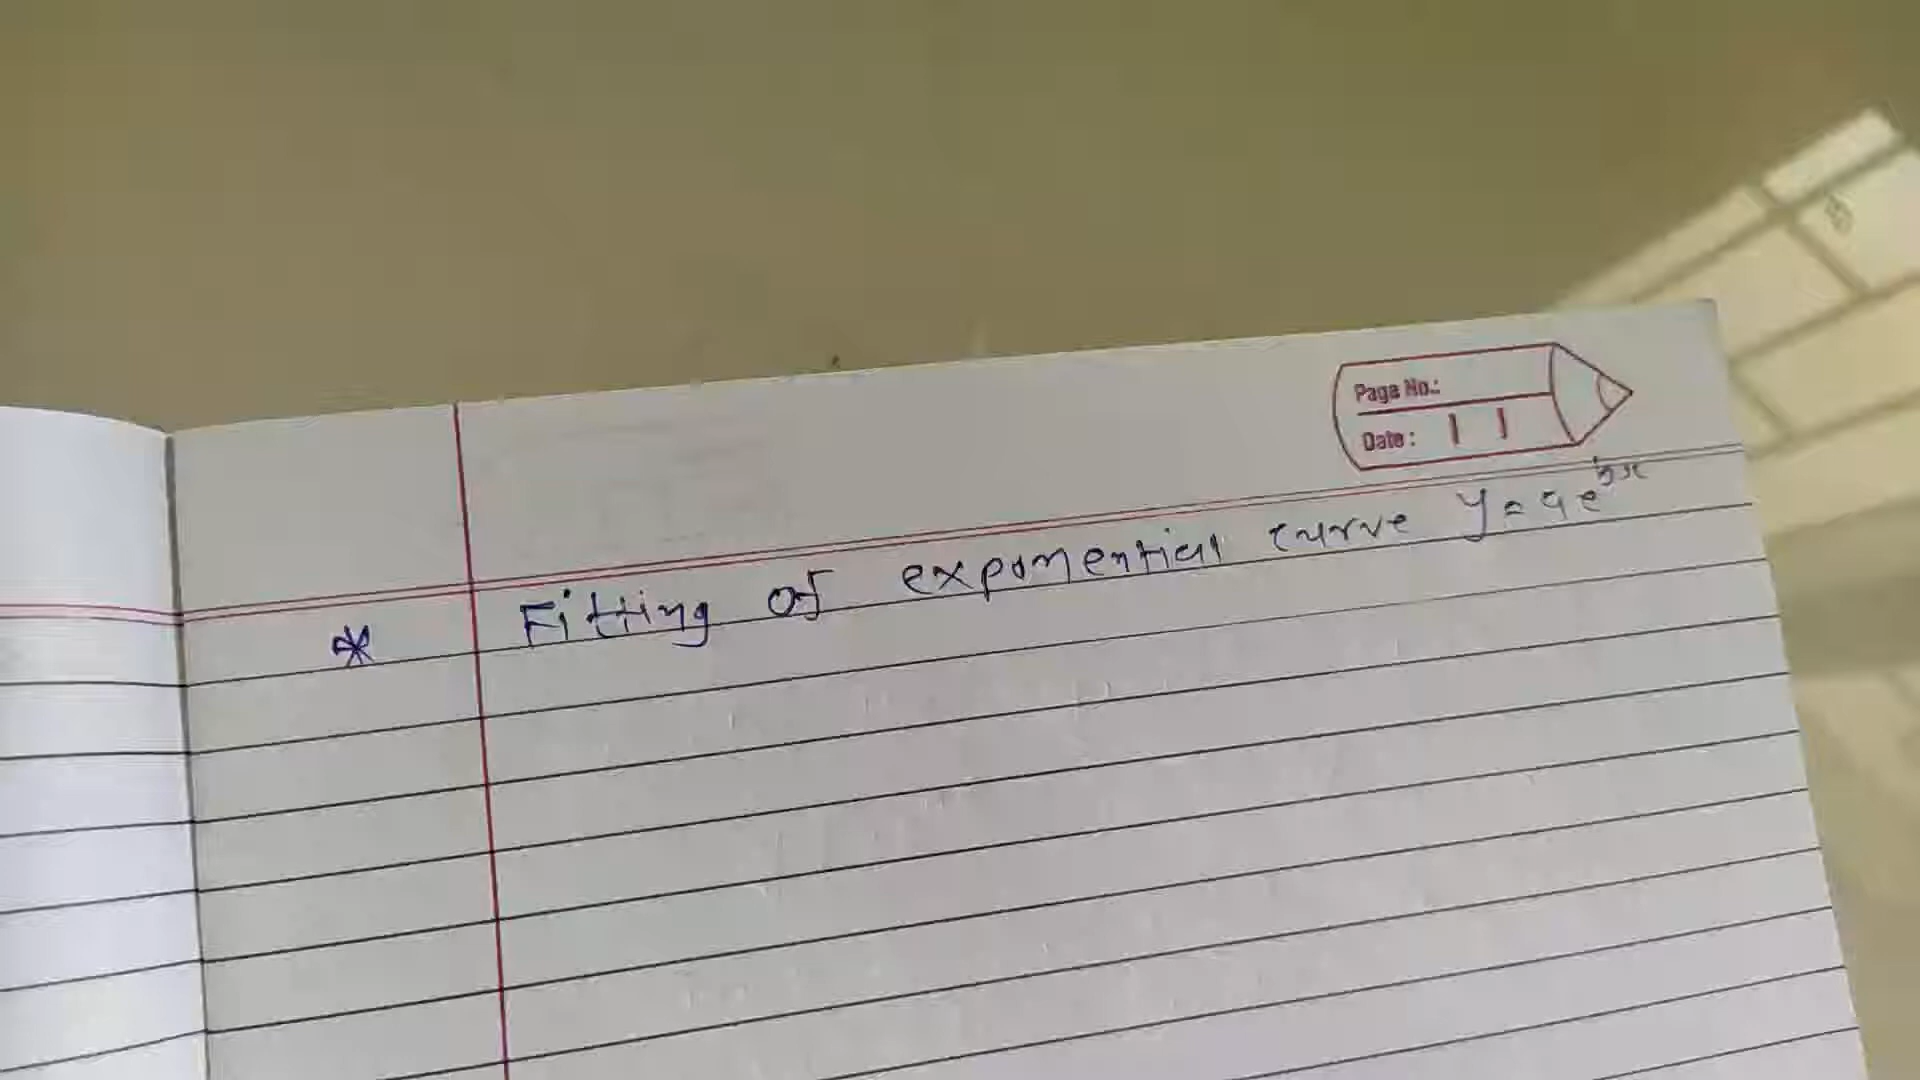 Page No.:
Date:
* Fitting of exponential curve y = ae^bx